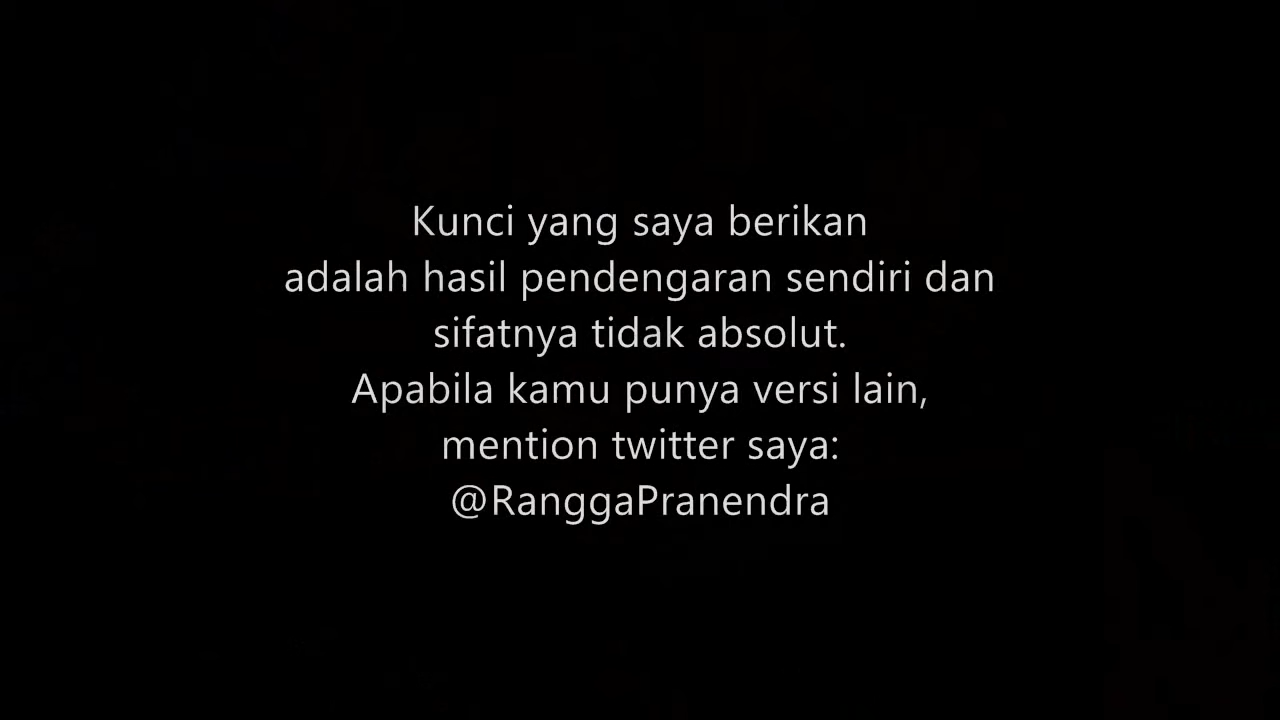 Kunci yang saya berikan
adalah hasil pendengaran sendiri dan
sifatnya tidak absolut.
Apabila kamu punya versi lain,
mention twitter saya:
@RanggaPranendra